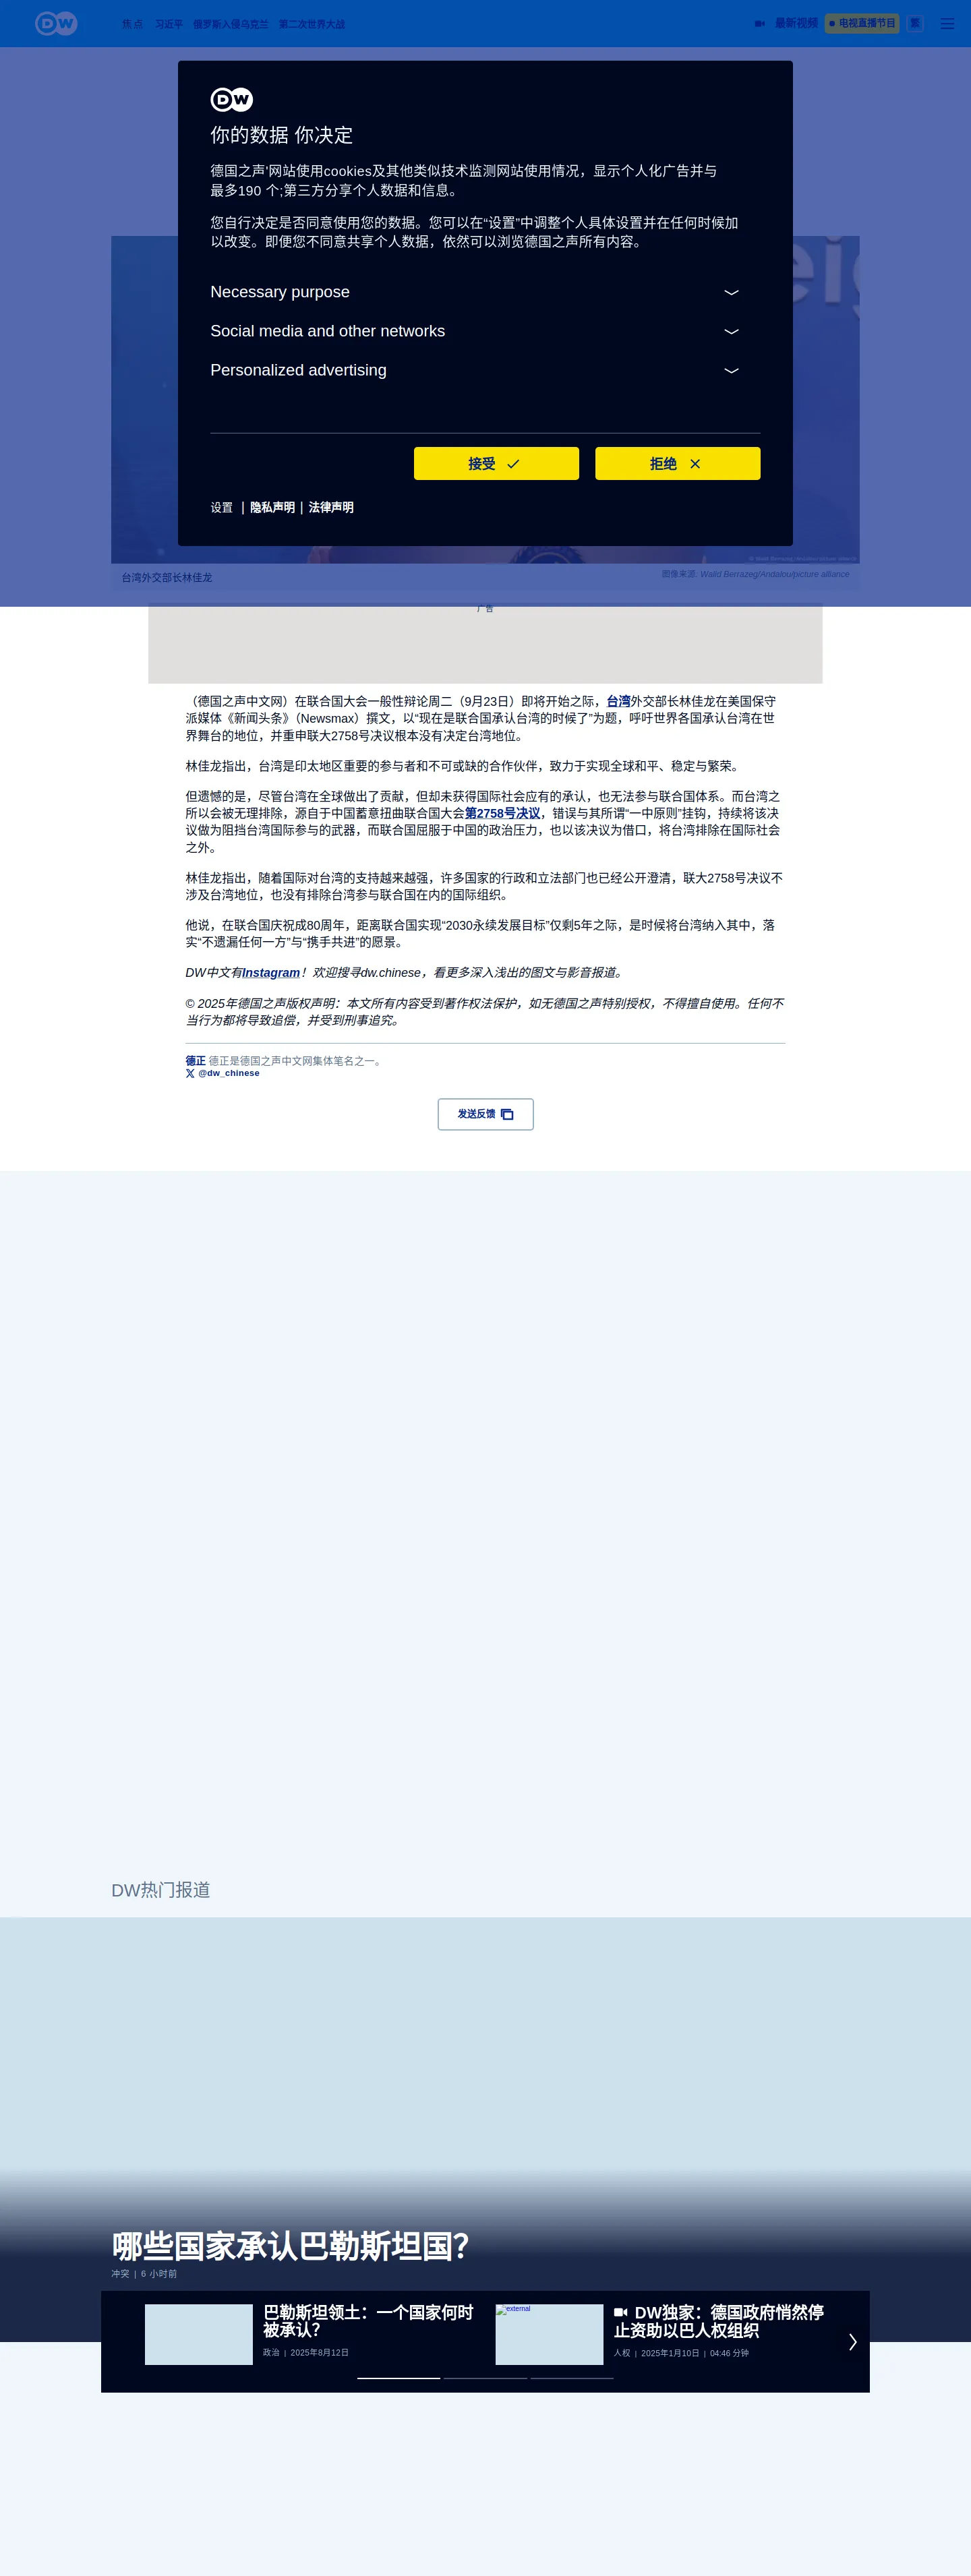 DW
焦点 习近平 俄罗斯入侵乌克兰 第二次世界大战 最新视频 电视直播节目 繁
DW
你的数据 你决定
德国之声'网站使用cookies及其他类似技术监测网站使用情况，显示个人化广告并与
最多190 个;第三方分享个人数据和信息。
您自行决定是否同意使用您的数据。您可以在“设置”中调整个人具体设置并在任何时候加
以改变。即便您不同意共享个人数据，依然可以浏览德国之声所有内容。
Necessary purpose
Social media and other networks
Personalized advertising
接受 拒绝
设置 | 隐私声明 | 法律声明
台湾外交部长林佳龙 图像来源: Walid Berrazeg/Andalou/picture alliance
广告
（德国之声中文网）在联合国大会一般性辩论周二（9月23日）即将开始之际，台湾外交部长林佳龙在美国保守
派媒体《新闻头条》（Newsmax）撰文，以“现在是联合国承认台湾的时候了”为题，呼吁世界各国承认台湾在世
界舞台的地位，并重申联大2758号决议根本没有决定台湾地位。
林佳龙指出，台湾是印太地区重要的参与者和不可或缺的合作伙伴，致力于实现全球和平、稳定与繁荣。
但遗憾的是，尽管台湾在全球做出了贡献，但却未获得国际社会应有的承认，也无法参与联合国体系。而台湾之
所以会被无理排除，源自于中国蓄意扭曲联合国大会第2758号决议，错误与其所谓“一中原则”挂钩，持续将该决
议做为阻挡台湾国际参与的武器，而联合国屈服于中国的政治压力，也以该决议为借口，将台湾排除在国际社会
之外。
林佳龙指出，随着国际对台湾的支持越来越强，许多国家的行政和立法部门也已经公开澄清，联大2758号决议不
涉及台湾地位，也没有排除台湾参与联合国在内的国际组织。
他说，在联合国庆祝成80周年，距离联合国实现“2030永续发展目标”仅剩5年之际，是时候将台湾纳入其中，落
实“不遗漏任何一方”与“携手共进”的愿景。
DW中文有Instagram！欢迎搜寻dw.chinese，看更多深入浅出的图文与影音报道。
© 2025年德国之声版权声明：本文所有内容受到著作权法保护，如无德国之声特别授权，不得擅自使用。任何不
当行为都将导致追偿，并受到刑事追究。
德正 德正是德国之声中文网集体笔名之一。
@dw_chinese
发送反馈
DW热门报道
哪些国家承认巴勒斯坦国？
冲突 | 6 小时前
巴勒斯坦领土：一个国家何时
被承认？
政治 | 2025年8月12日
external
DW独家：德国政府悄然停
止资助以巴人权组织
人权 | 2025年1月10日 | 04:46 分钟